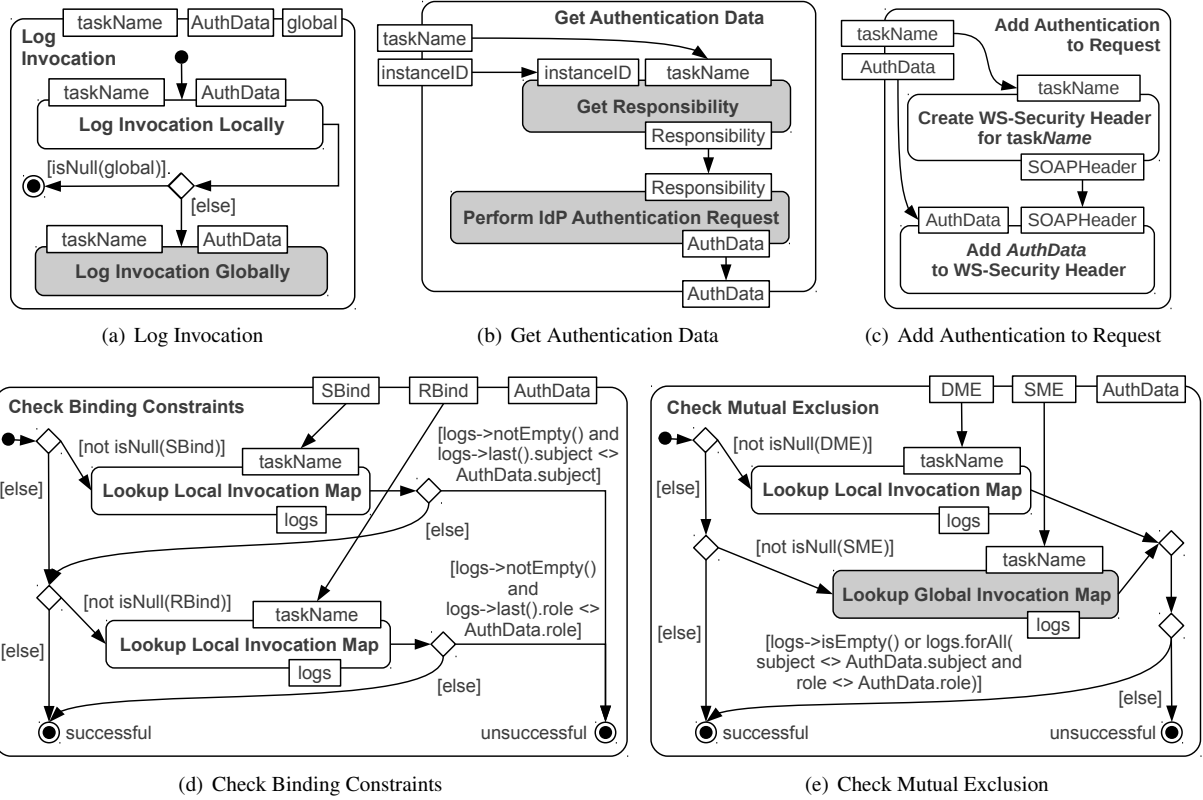 taskName AuthData global
Log
Invocation
taskName AuthData
Log Invocation Locally
[isNull(global)]
[else]
taskName AuthData
Log Invocation Globally
(a) Log Invocation
Get Authentication Data
taskName
instanceID instanceID taskName
Get Responsibility
Responsibility
Responsibility
Perform IdP Authentication Request
AuthData
AuthData
(b) Get Authentication Data
Add Authentication
to Request
taskName
AuthData
taskName
Create WS-Security Header
for taskName
SOAPHeader
AuthData SOAPHeader
Add AuthData
to WS-Security Header
(c) Add Authentication to Request
SBind RBind AuthData
Check Binding Constraints
[not isNull(SBind)]
taskName
Lookup Local Invocation Map
logs
[else]
[logs->notEmpty() and
logs->last().subject <>
AuthData.subject]
[else]
[not isNull(RBind)]
taskName
Lookup Local Invocation Map
logs
[else]
[logs->notEmpty()
and
logs->last().role <>
AuthData.role]
[else]
successful
unsuccessful
(d) Check Binding Constraints
DME SME AuthData
Check Mutual Exclusion
[not isNull(DME)]
taskName
Lookup Local Invocation Map
logs
[else]
[not isNull(SME)]
taskName
Lookup Global Invocation Map
logs
[else]
[logs->isEmpty() or logs.forAll(
subject <> AuthData.subject and
role <> AuthData.role)]
[else]
successful
unsuccessful
(e) Check Mutual Exclusion